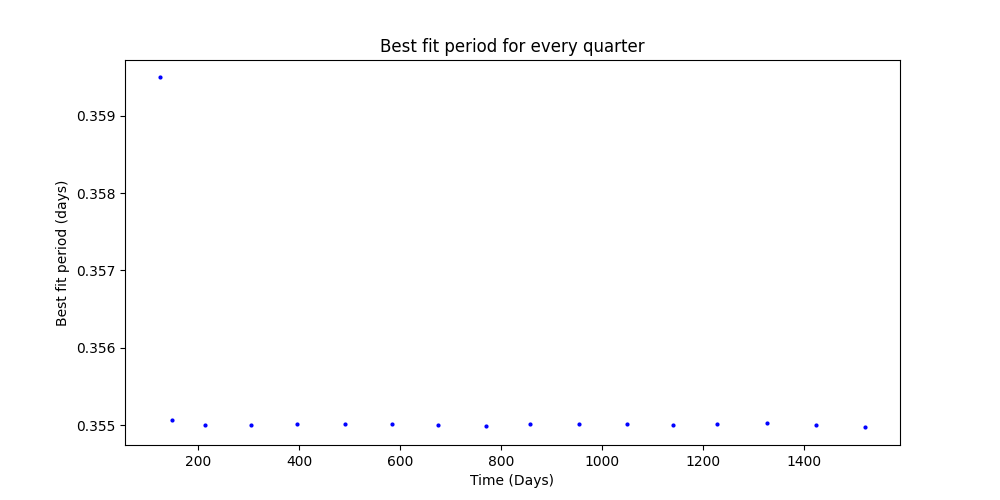 Best fit period for every quarter
Best fit period (days)
0.359
0.358
0.357
0.356
0.355
200 400 600 800 1000 1200 1400
Time (Days)